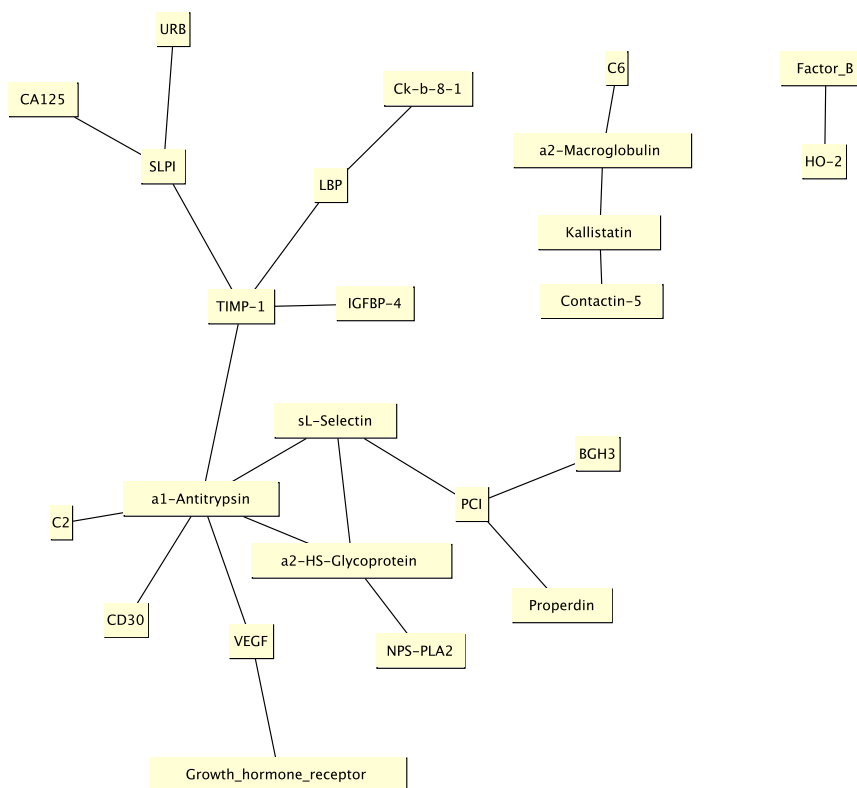 URB
C6
Factor_B
Ck-b-8-1
CA125
a2-Macroglobulin
HO-2
SLPI
LBP
Kallistatin
Contactin-5
IGFBP-4
TIMP-1
sL-Selectin
BGH3
a1-Antitrypsin
PCI
C2
a2-HS-Glycoprotein
Properdin
CD30
VEGF
NPS-PLA2
Growth_hormone_receptor